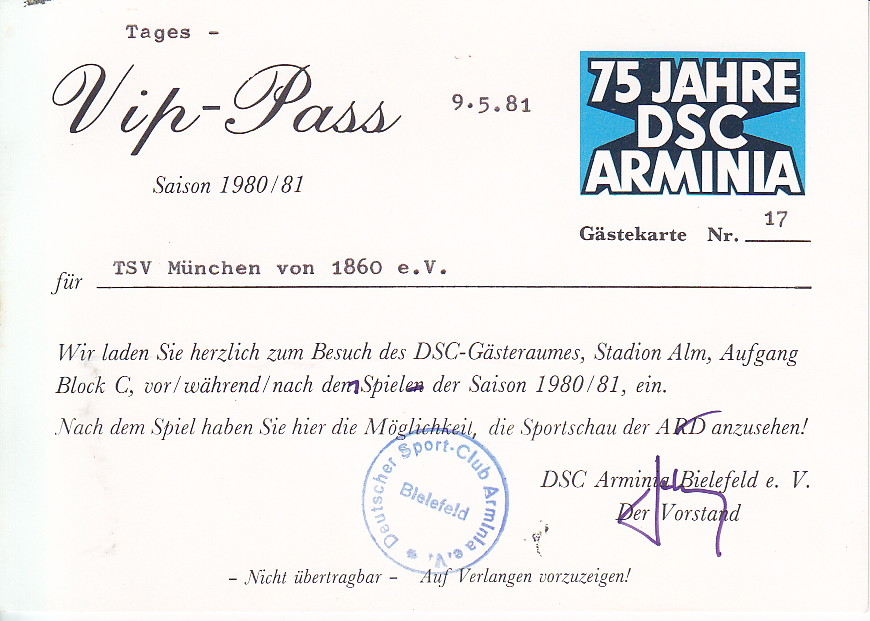 Tages -
Vip-Pass
9.5.81
Saison 1980/81
75 JAHRE
DSC
ARMINIA
Gästekarte Nr. 17
für TSV München von 1860 e.V.
Wir laden Sie herzlich zum Besuch des DSC-Gästeraumes, Stadion Alm, Aufgang
Block C, vor/während/nach dem Spiel der Saison 1980/81, ein.
Nach dem Spiel haben Sie hier die Möglichkeit, die Sportschau der ARD anzusehen!
Deutscher Sport-Club Arminia e.V. *
Bielefeld
DSC Arminia Bielefeld e. V.
Der Vorstand
- Nicht übertragbar - Auf Verlangen vorzuzeigen!